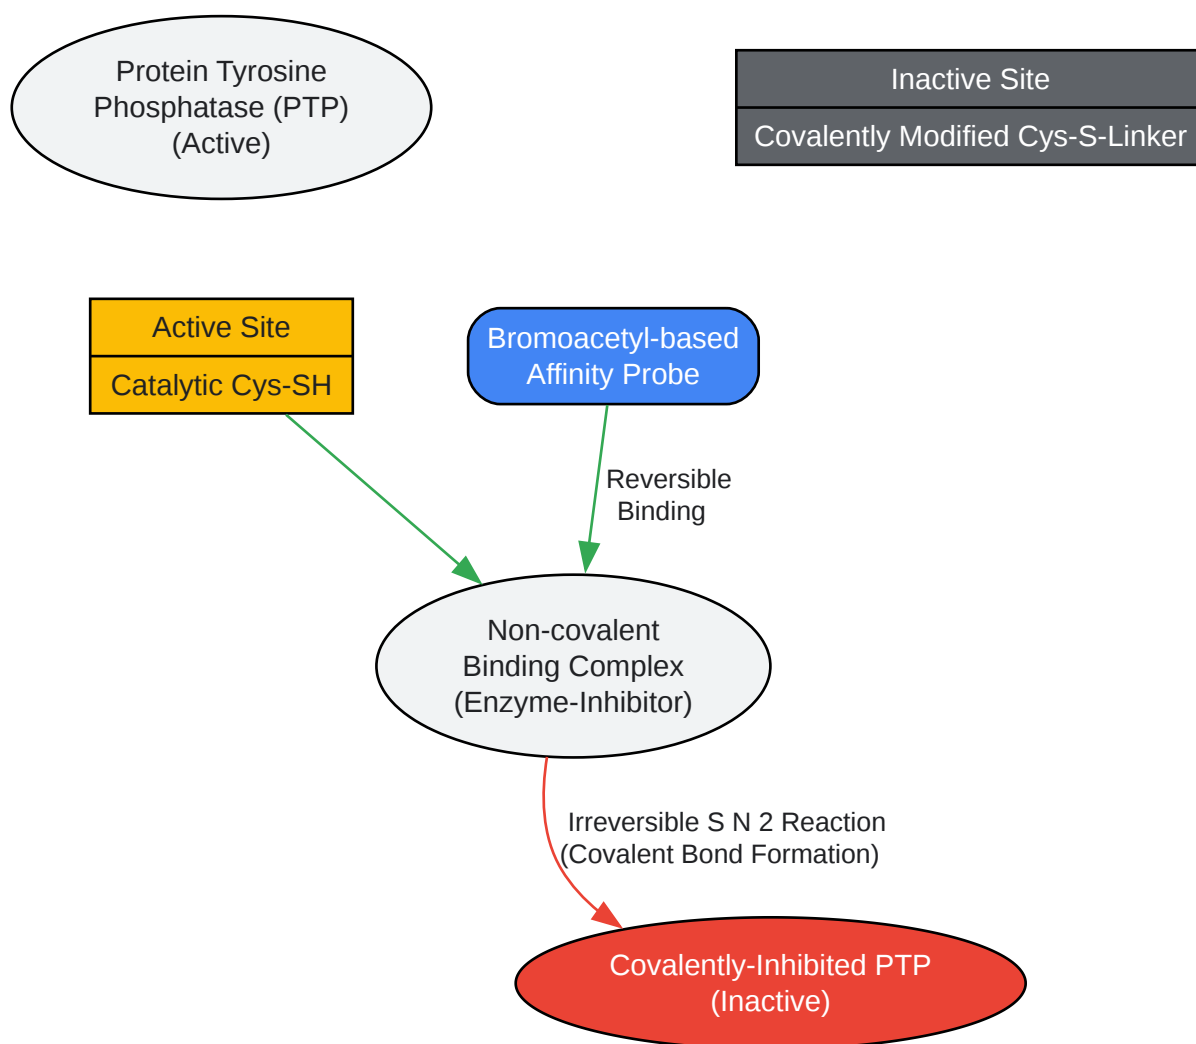 Protein Tyrosine
Phosphatase (PTP)
(Active)
Inactive Site
Covalently Modified Cys-S-Linker
Active Site
Catalytic Cys-SH
Bromoacetyl-based
Affinity Probe
Reversible
Binding
Non-covalent
Binding Complex
(Enzyme-Inhibitor)
Irreversible S N 2 Reaction
(Covalent Bond Formation)
Covalently-Inhibited PTP
(Inactive)